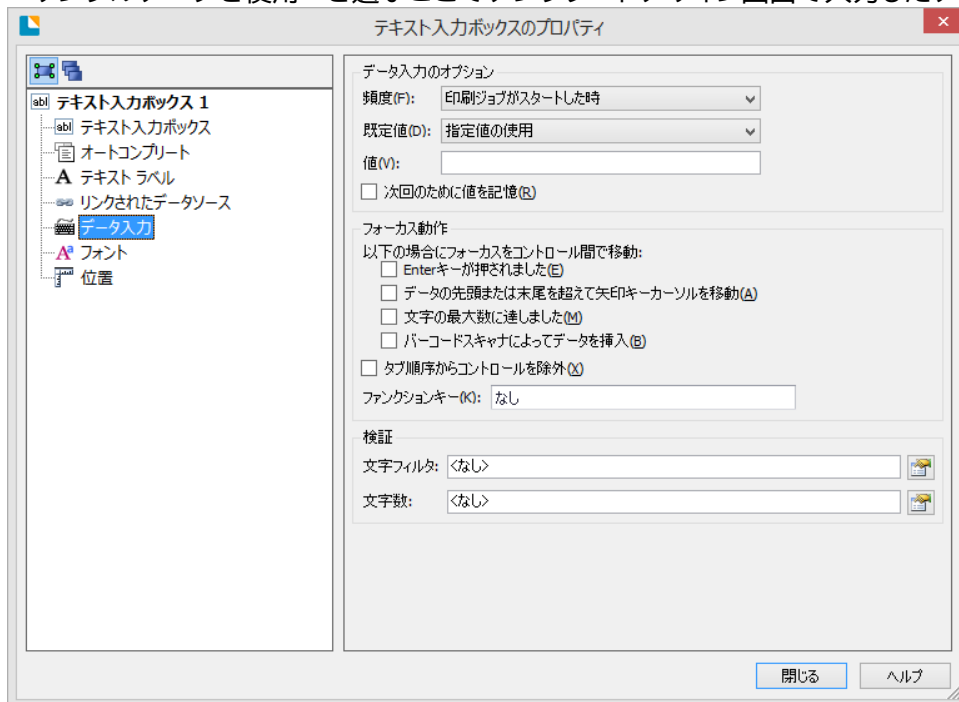 テキスト入力ボックスのプロパティ
abl テキスト入力ボックス 1
abl テキスト入力ボックス
オートコンプリート
A テキスト ラベル
リンクされたデータソース
データ入力
Aa フォント
位置
データ入力のオプション
頻度(F): 印刷ジョブがスタートした時
既定値(D): 指定値の使用
値(V):
次回のために値を記憶(R)
フォーカス動作
以下の場合にフォーカスをコントロール間で移動:
Enterキーが押されました(E)
データの先頭または末尾を超えて矢印キーカーソルを移動(A)
文字の最大数に達しました(M)
バーコードスキャナによってデータを挿入(B)
タブ順序からコントロールを除外(X)
ファンクションキー(K): なし
検証
文字フィルタ: <なし>
文字数: <なし>
閉じる
ヘルプ